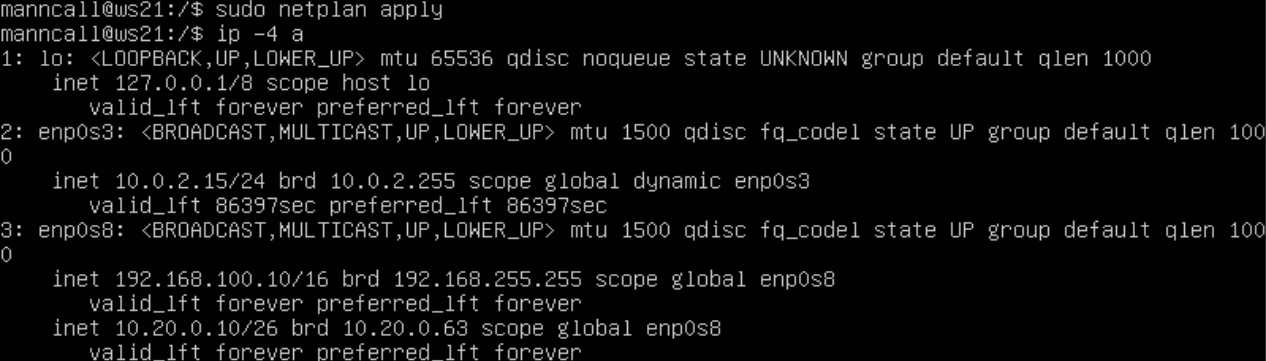 manncall@ws21:/$ sudo netplan apply
manncall@ws21:/$ ip -4 a
1: lo: <LOOPBACK,UP,LOWER_UP> mtu 65536 qdisc noqueue state UNKNOWN group default qlen 1000
    inet 127.0.0.1/8 scope host lo
       valid_lft forever preferred_lft forever
2: enp0s3: <BROADCAST,MULTICAST,UP,LOWER_UP> mtu 1500 qdisc fq_codel state UP group default qlen 100
0
    inet 10.0.2.15/24 brd 10.0.2.255 scope global dynamic enp0s3
       valid_lft 86397sec preferred_lft 86397sec
3: enp0s8: <BROADCAST,MULTICAST,UP,LOWER_UP> mtu 1500 qdisc fq_codel state UP group default qlen 100
0
    inet 192.168.100.10/16 brd 192.168.255.255 scope global enp0s8
       valid_lft forever preferred_lft forever
    inet 10.20.0.10/26 brd 10.20.0.63 scope global enp0s8
       valid_lft forever preferred_lft forever